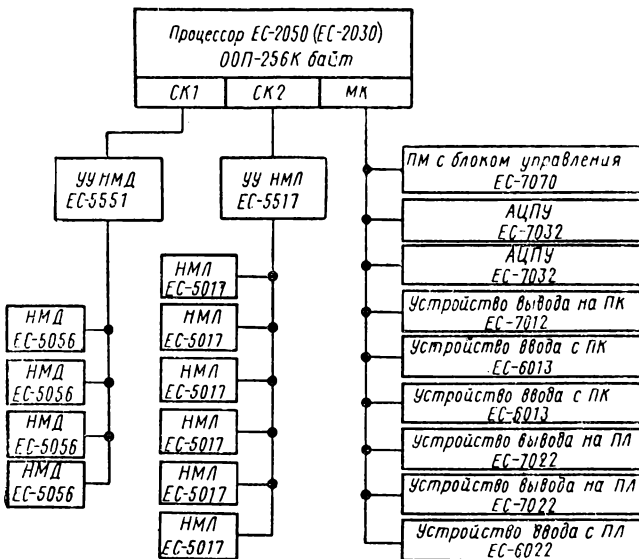 Процессор ЕС-2050 (ЕС-2030)
ООП-256К байт
СК1
СК2
МК
УУ НМД
ЕС-5551
УУ НМЛ
ЕС-5517
НМД
ЕС-5056
НМД
ЕС-5056
НМД
ЕС-5056
НМД
ЕС-5056
НМЛ
ЕС-5017
НМЛ
ЕС-5017
НМЛ
ЕС-5017
НМЛ
ЕС-5017
НМЛ
ЕС-5017
НМЛ
ЕС-5017
ПМ с блоком управления
ЕС-7070
АЦПУ
ЕС-7032
АЦПУ
ЕС-7032
Устройство вывода на ПК
ЕС-7012
Устройство ввода с ПК
ЕС-6013
Устройство ввода с ПК
ЕС-6013
Устройство вывода на ПЛ
ЕС-7022
Устройство вывода на ПЛ
ЕС-7022
Устройство ввода с ПЛ
ЕС-6022